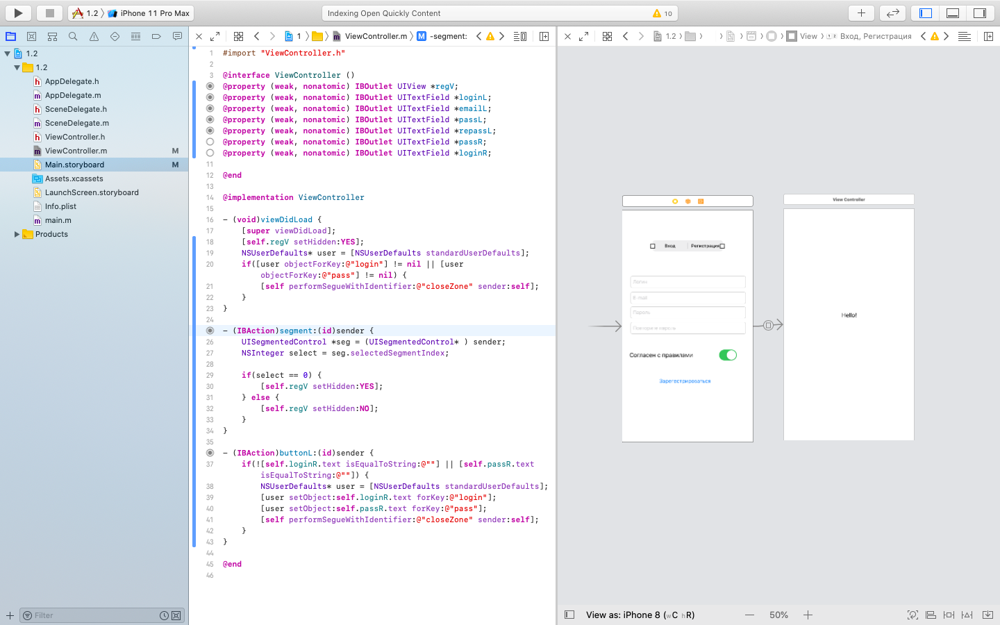 1.2
iPhone 11 Pro Max
Indexing Open Quickly Content
10
1.2
1.2
AppDelegate.h
AppDelegate.m
SceneDelegate.h
SceneDelegate.m
ViewController.h
ViewController.m M
Main.storyboard M
Assets.xcassets
LaunchScreen.storyboard
Info.plist
main.m
Products
Filter
1
ViewController.m
M
-segment:
1 #import "ViewController.h"
2
3 @interface ViewController ()
@property (weak, nonatomic) IBOutlet UIView *regV;
@property (weak, nonatomic) IBOutlet UITextField *loginL;
@property (weak, nonatomic) IBOutlet UITextField *emailL;
@property (weak, nonatomic) IBOutlet UITextField *passL;
@property (weak, nonatomic) IBOutlet UITextField *repassL;
@property (weak, nonatomic) IBOutlet UITextField *passR;
@property (weak, nonatomic) IBOutlet UITextField *loginR;
11
12 @end
13
14 @implementation ViewController
15
16 - (void)viewDidLoad {
17 [super viewDidLoad];
18 [self.regV setHidden:YES];
19 NSUserDefaults* user = [NSUserDefaults standardUserDefaults];
20 if([user objectForKey:@"login"] != nil || [user
objectForKey:@"pass"] != nil) {
21 [self performSegueWithIdentifier:@"closeZone" sender:self];
22 }
23 }
24
- (IBAction)segment:(id)sender {
26 UISegmentedControl *seg = (UISegmentedControl* ) sender;
27 NSInteger select = seg.selectedSegmentIndex;
28
29 if(select == 0) {
30 [self.regV setHidden:YES];
31 } else {
32 [self.regV setHidden:NO];
33 }
34 }
35
- (IBAction)buttonL:(id)sender {
37 if(![self.loginR.text isEqualToString:@""] || [self.passR.text
isEqualToString:@""]) {
38 NSUserDefaults* user = [NSUserDefaults standardUserDefaults];
39 [user setObject:self.loginR.text forKey:@"login"];
40 [user setObject:self.passR.text forKey:@"pass"];
41 [self performSegueWithIdentifier:@"closeZone" sender:self];
42 }
43 }
44
45 @end
46
1.2
View
1 2
Вход, Регистрация
View Controller
Вход Регистрация
Логин
E-mail
Пароль
Повторите пароль
Согласен с правилами
Зарегестрироваться
Hello!
View as: iPhone 8 (wC hR)
50%